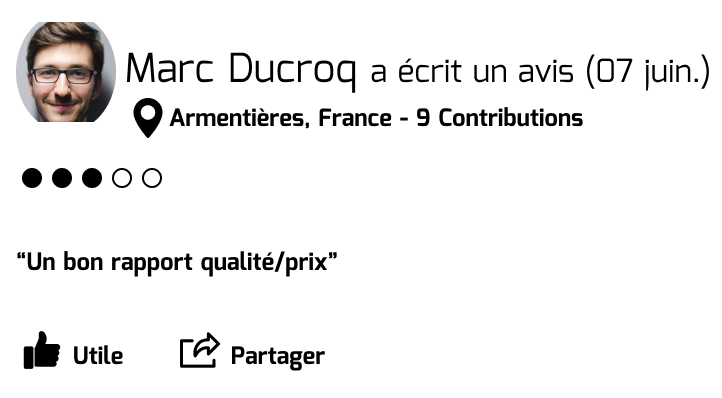 Marc Ducroq a écrit un avis (07 juin.)
Armentières, France - 9 Contributions
“Un bon rapport qualité/prix”
Utile Partager